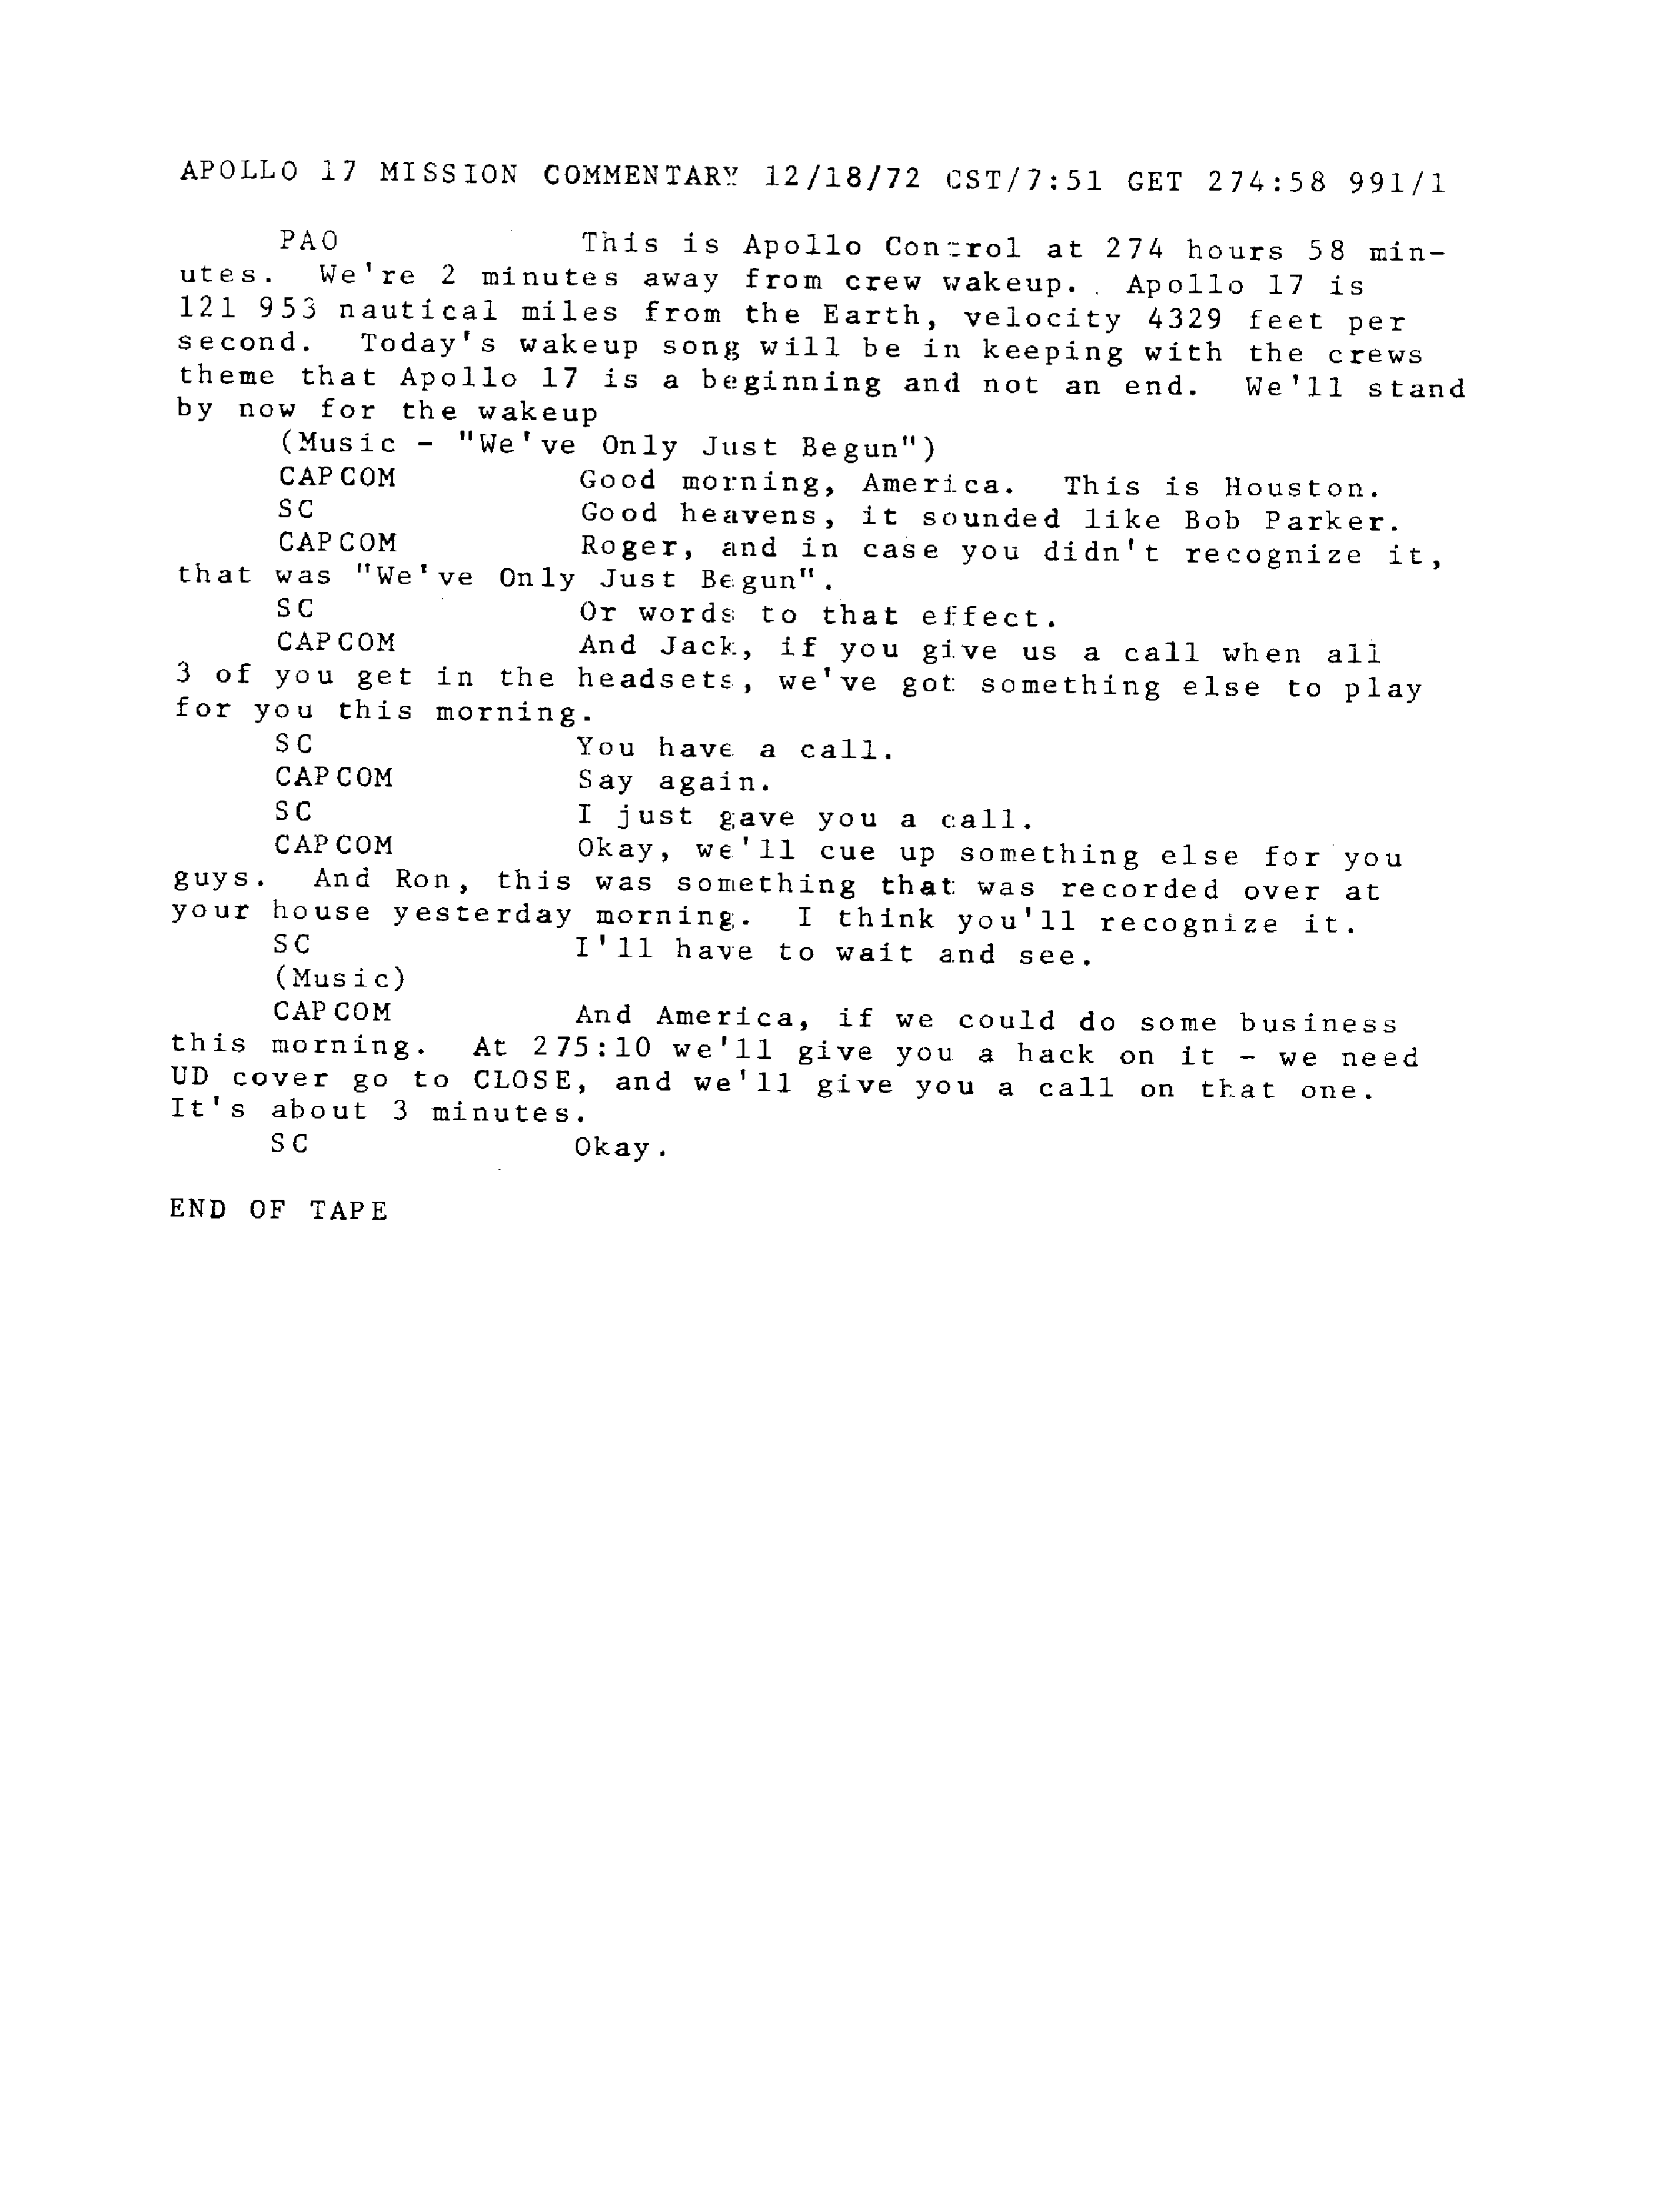 APOLLO 17 MISSION COMMENTARY 12/18/72 CST/7:51 GET 274:58 991/1
PAO This is Apollo Control at 274 hours 58 min-
utes. We're 2 minutes away from crew wakeup. Apollo 17 is
121 953 nautical miles from the Earth, velocity 4329 feet per
second. Today's wakeup song will be in keeping with the crews
theme that Apollo 17 is a beginning and not an end. We'll stand
by now for the wakeup
(Music - "We've Only Just Begun")
CAPCOM Good morning, America. This is Houston.
SC Good heavens, it sounded like Bob Parker.
CAPCOM Roger, and in case you didn't recognize it,
that was "We've Only Just Begun".
SC Or words to that effect.
CAPCOM And Jack, if you give us a call when all
3 of you get in the headsets, we've got something else to play
for you this morning.
SC You have a call.
CAPCOM Say again.
SC I just gave you a call.
CAPCOM Okay, we'll cue up something else for you
guys. And Ron, this was something that was recorded over at
your house yesterday morning. I think you'll recognize it.
SC I'll have to wait and see.
(Music)
CAPCOM And America, if we could do some business
this morning. At 275:10 we'll give you a hack on it - we need
UD cover go to CLOSE, and we'll give you a call on that one.
It's about 3 minutes.
SC Okay.
END OF TAPE